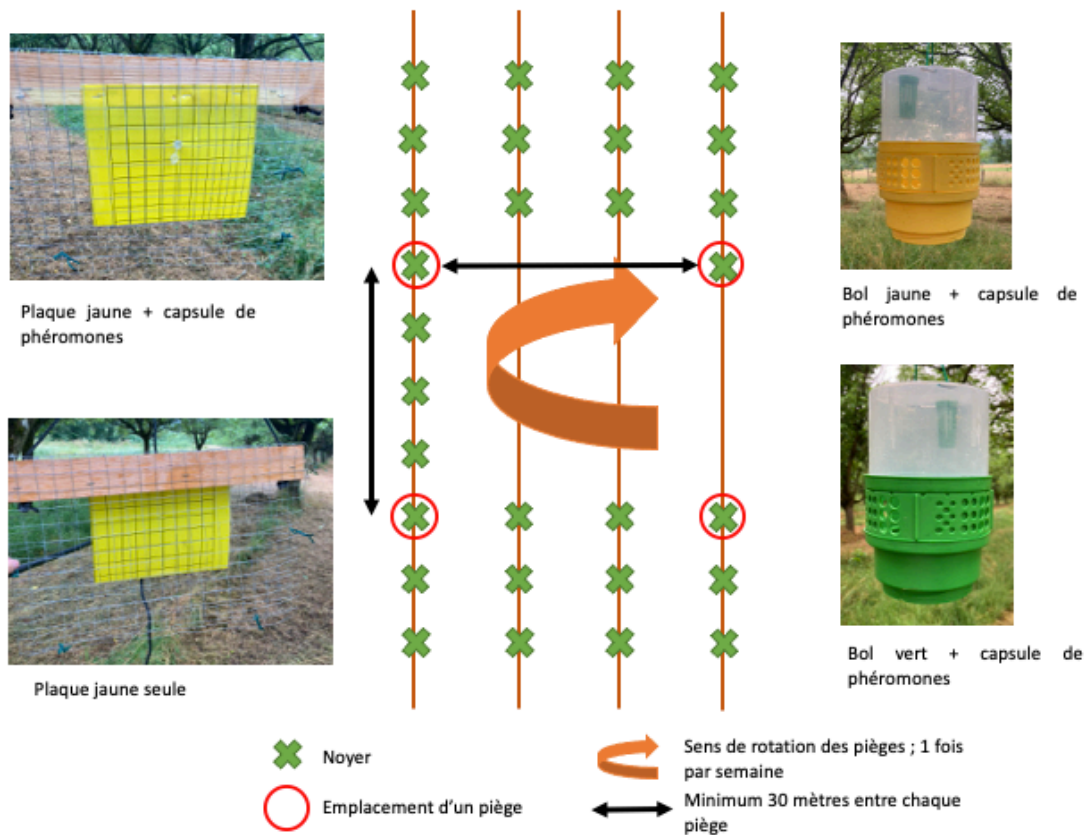 Plaque jaune + capsule de
phéromones
Bol jaune + capsule de
phéromones
Plaque jaune seule
Bol vert + capsule de
phéromones
Noyer
Sens de rotation des pièges ; 1 fois
par semaine
Emplacement d'un piège
Minimum 30 mètres entre chaque
piège